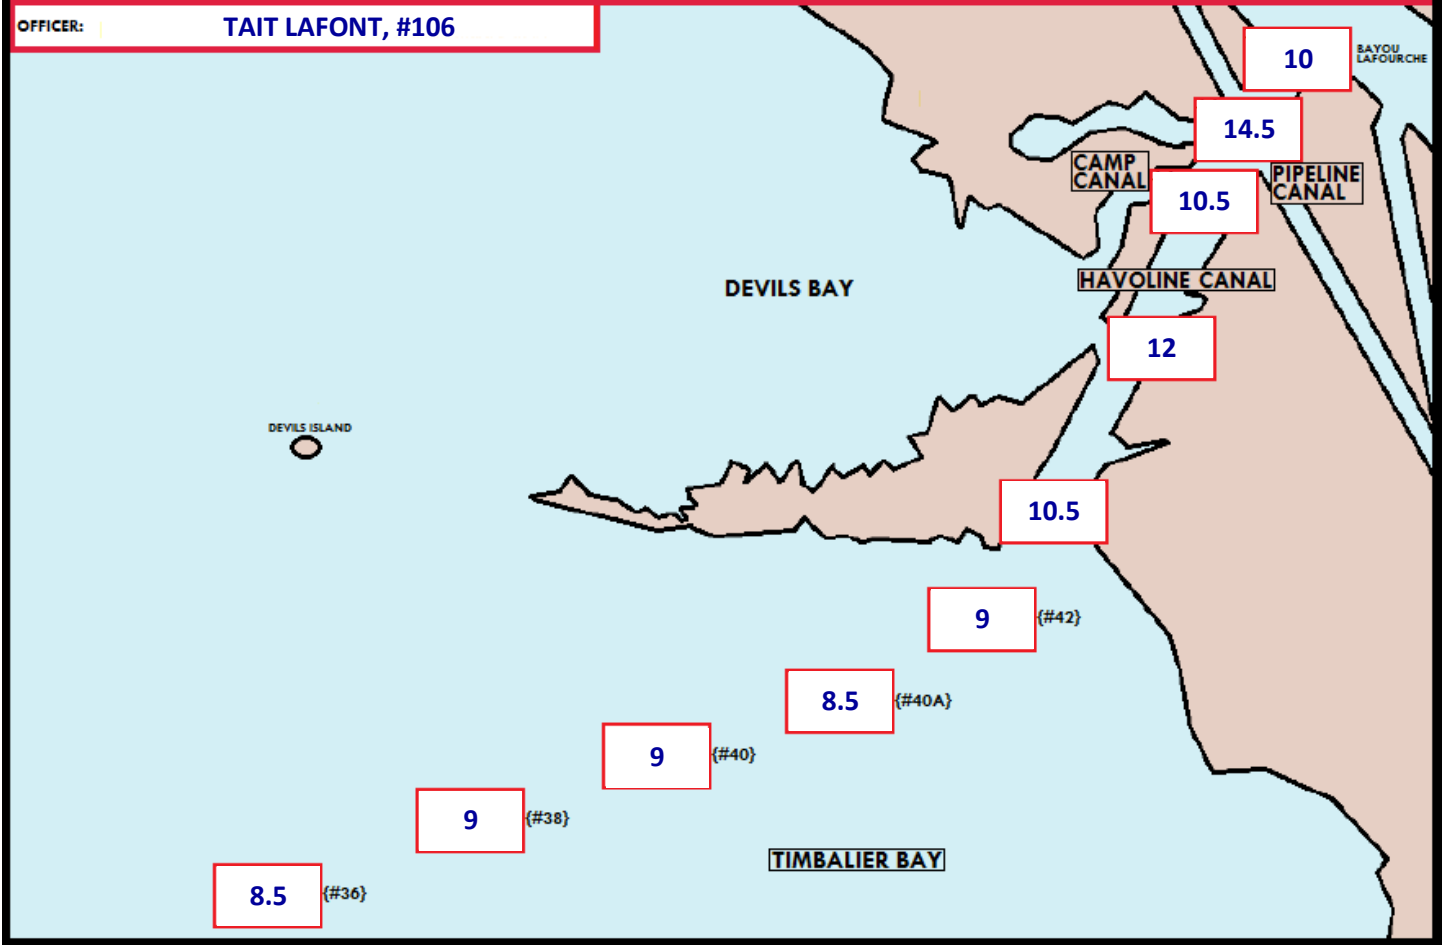 OFFICER: TAIT LAFONT, #106
10
BAYOU
LAFOURCHE
14.5
CAMP
CANAL
PIPELINE
CANAL
10.5
HAVOLINE CANAL
DEVILS BAY
12
DEVILS ISLAND
10.5
9 {#42}
8.5 {#40A}
9 {#40}
9 {#38}
TIMBALIER BAY
8.5 {#36}